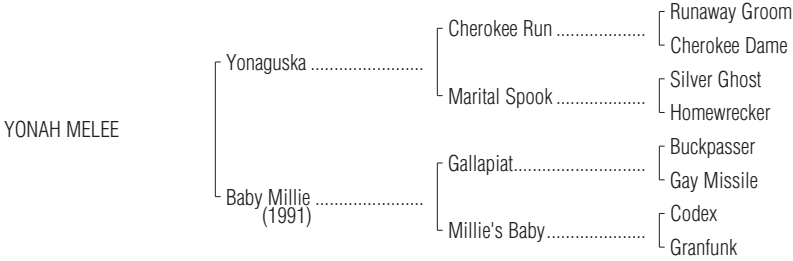 Runaway Groom
Cherokee Run ....................
Cherokee Dame
Yonaguska .........................
Silver Ghost
Marital Spook ....................
Homewrecker
YONAH MELEE
Buckpasser
Gallapiat.............................
Gay Missile
Baby Millie ........................
(1991)
Codex
Millie's Baby......................
Granfunk